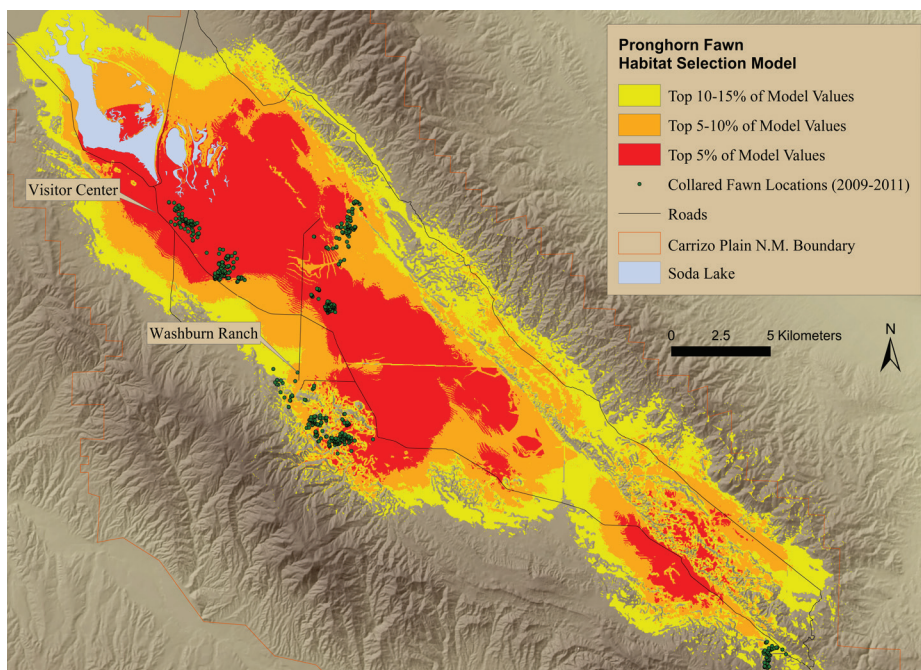 Pronghorn Fawn
Habitat Selection Model
Top 10-15% of Model Values
Top 5-10% of Model Values
Top 5% of Model Values
Collared Fawn Locations (2009-2011)
Roads
Carrizo Plain N.M. Boundary
Soda Lake
Visitor Center
Washburn Ranch
0 2.5 5 Kilometers
N